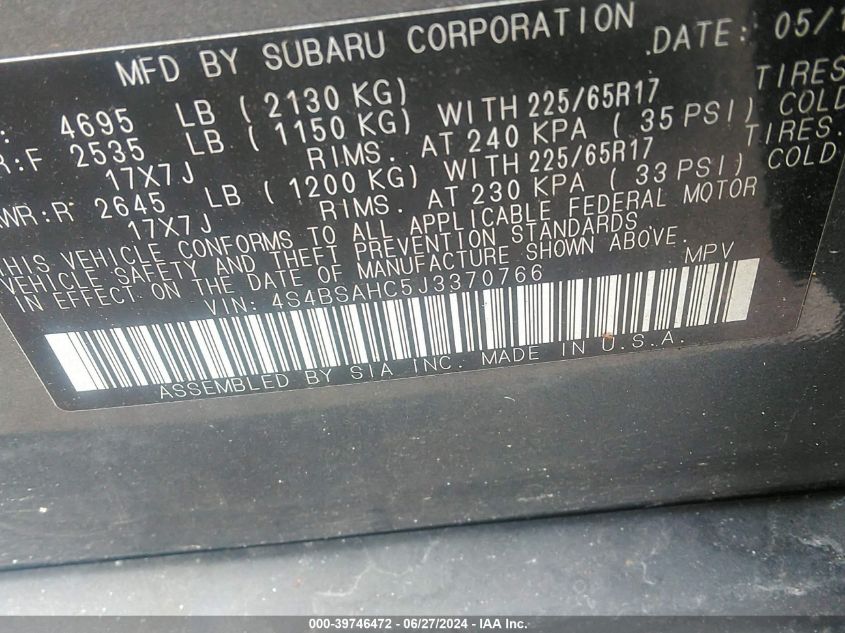 MFD BY SUBARU CORPORATION DATE: 05/1
: 4695 LB ( 2130 KG)
R:F 2535 LB ( 1150 KG) WITH 225/65R17 TIRES
17X7J RIMS. AT 240 KPA ( 35 PSI) COLD
WR:R 2645 LB ( 1200 KG) WITH 225/65R17 TIRES.
17X7J RIMS. AT 230 KPA ( 33 PSI) COLD
THIS VEHICLE CONFORMS TO ALL APPLICABLE FEDERAL MOTOR
VEHICLE SAFETY AND THEFT PREVENTION STANDARDS
IN EFFECT ON THE DATE OF MANUFACTURE SHOWN ABOVE.
VIN: 4S4BSAHC5J3370766 MPV
ASSEMBLED BY SIA INC. MADE IN U.S.A.
000-39746472 - 06/27/2024 - IAA Inc.